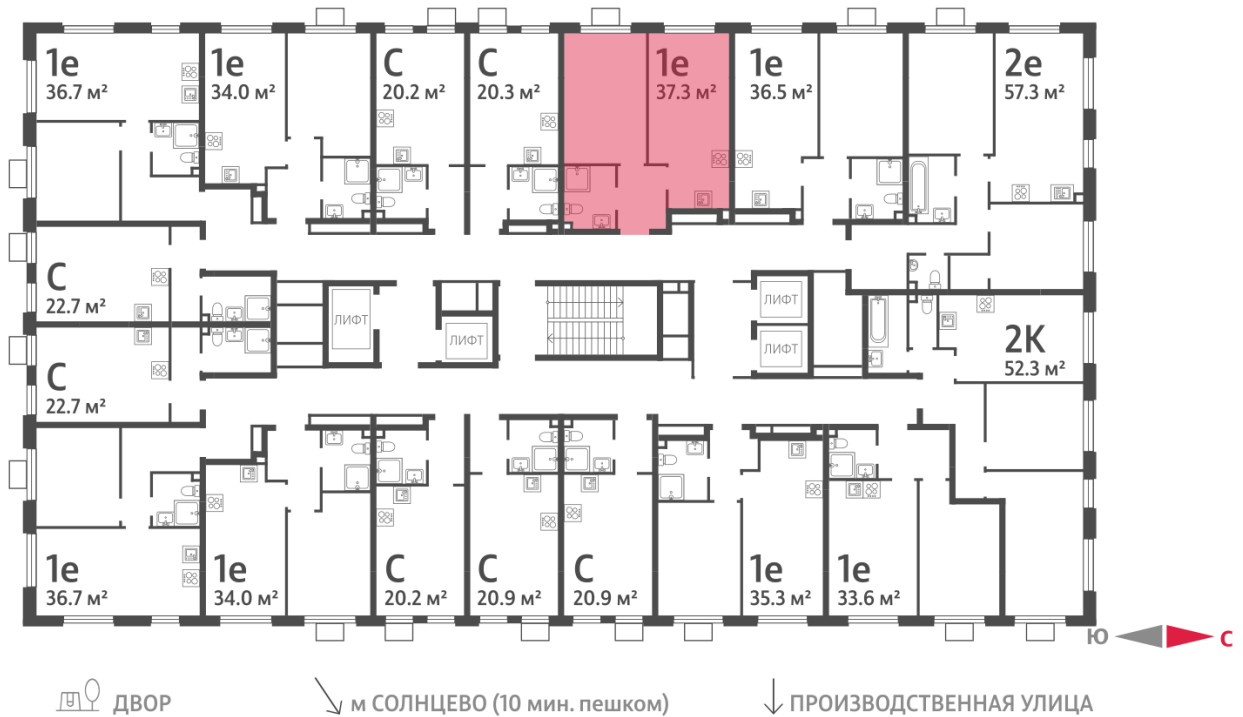 1е
36.7 м²
1е
34.0 м²
С
20.2 м²
С
20.3 м²
1е
37.3 м²
1е
36.5 м²
2е
57.3 м²
С
22.7 м²
ЛИФТ
ЛИФТ
ЛИФТ
ЛИФТ
2К
52.3 м²
С
22.7 м²
1е
36.7 м²
1е
34.0 м²
С
20.2 м²
С
20.9 м²
С
20.9 м²
1е
35.3 м²
1е
33.6 м²
Ю С
ДВОР
м СОЛНЦЕВО (10 мин. пешком)
ПРОИЗВОДСТВЕННАЯ УЛИЦА